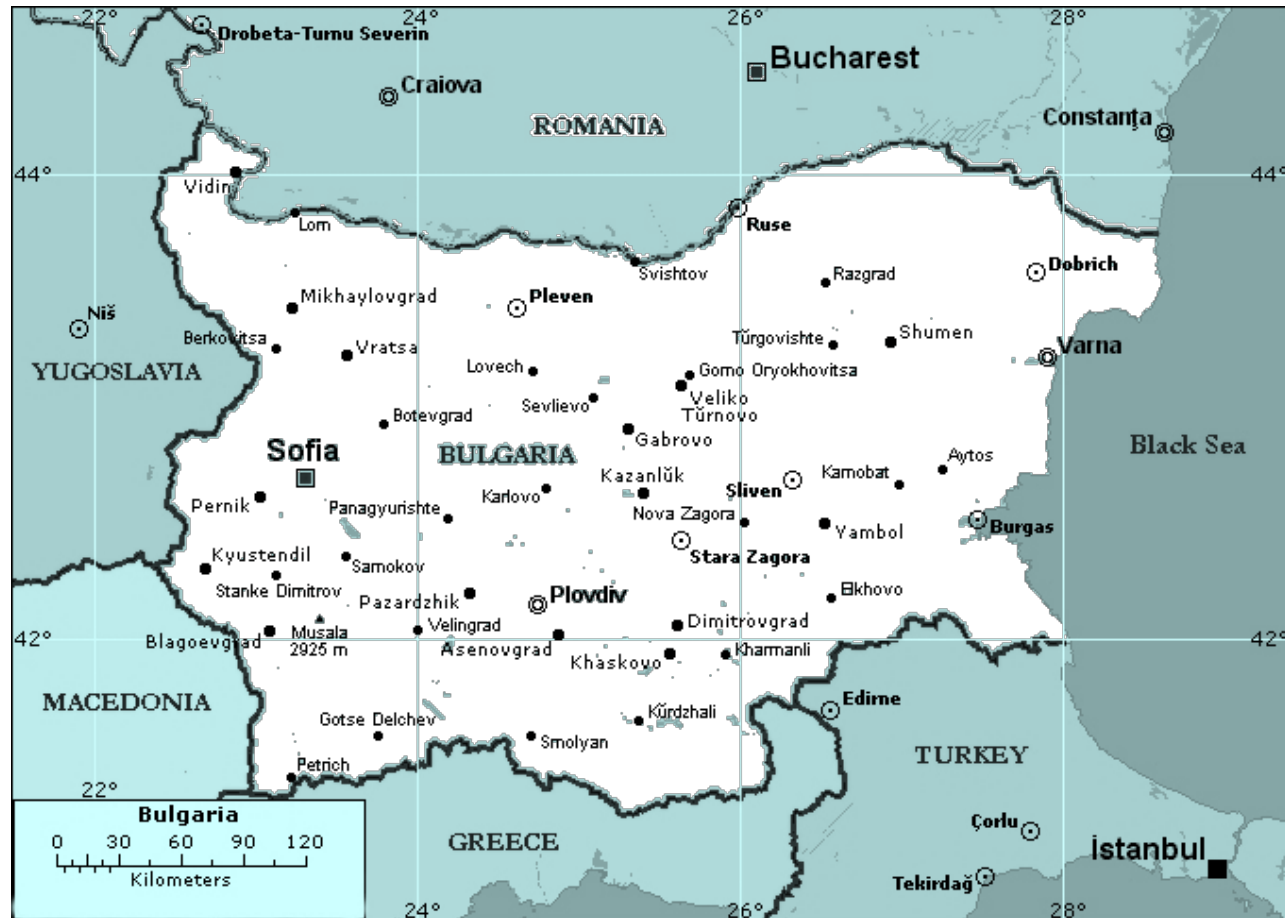 22°
24°
26°
28°
Drobeta-Turnu Severin
Bucharest
Craiova
Constanţa
ROMANIA
44°
44°
Vidin
Lom
Ruse
Svishtov
Razgrad
Dobrich
Mikhaylovgrad
Pleven
Niš
Berkovitsa
Vratsa
Tŭrgovishte
Shumen
Varna
YUGOSLAVIA
Lovech
Gorno Oryokhovitsa
Veliko
Tŭrnovo
Sevlievo
Botevgrad
Gabrovo
Sofia
BULGARIA
Black Sea
Aytos
Karnobat
Kazanlŭk
Sliven
Karlovo
Pernik
Panagyurishte
Nova Zagora
Yambol
Burgas
Kyustendil
Samokov
Stara Zagora
Stanke Dimitrov
Pazardzhik
Plovdiv
Elkhovo
Musala
2925 m
Velingrad
Dimitrovgrad
42°
Blagoevgrad
Asenovgrad
Khaskovo
Kharmanli
42°
MACEDONIA
Edirne
Gotse Delchev
Kŭrdzhali
Smolyan
TURKEY
Petrich
22°
Bulgaria
0 30 60 90 120
Kilometers
GREECE
Çorlu
İstanbul
Tekirdağ
24°
26°
28°